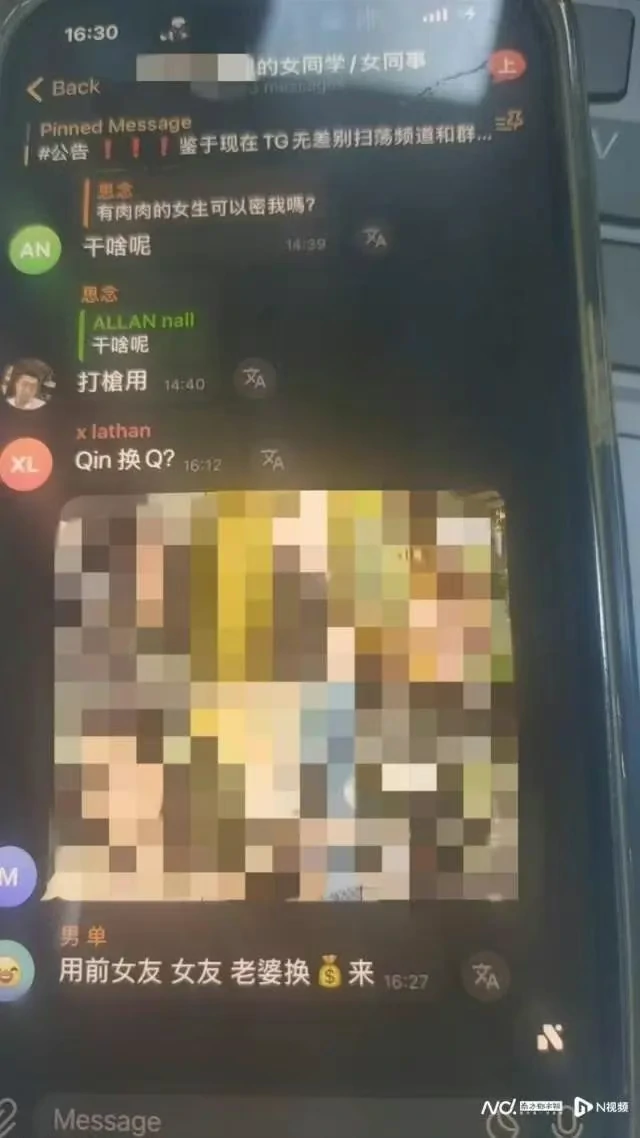 16:30
的女同学/女同事
Back
上
Pinned Message
#公告❗❗❗鉴于现在TG无差别扫荡频道和群...
思念
有肉肉的女生可以密我嗎?
AN
干啥呢
14:39
思念
ALLAN nall
干啥呢
打槍用 14:40
x lathan
XL
Qin 换 Q? 16:12
M
男 单
用前女友 女友 老婆换💰来 16:27
Message
N视频